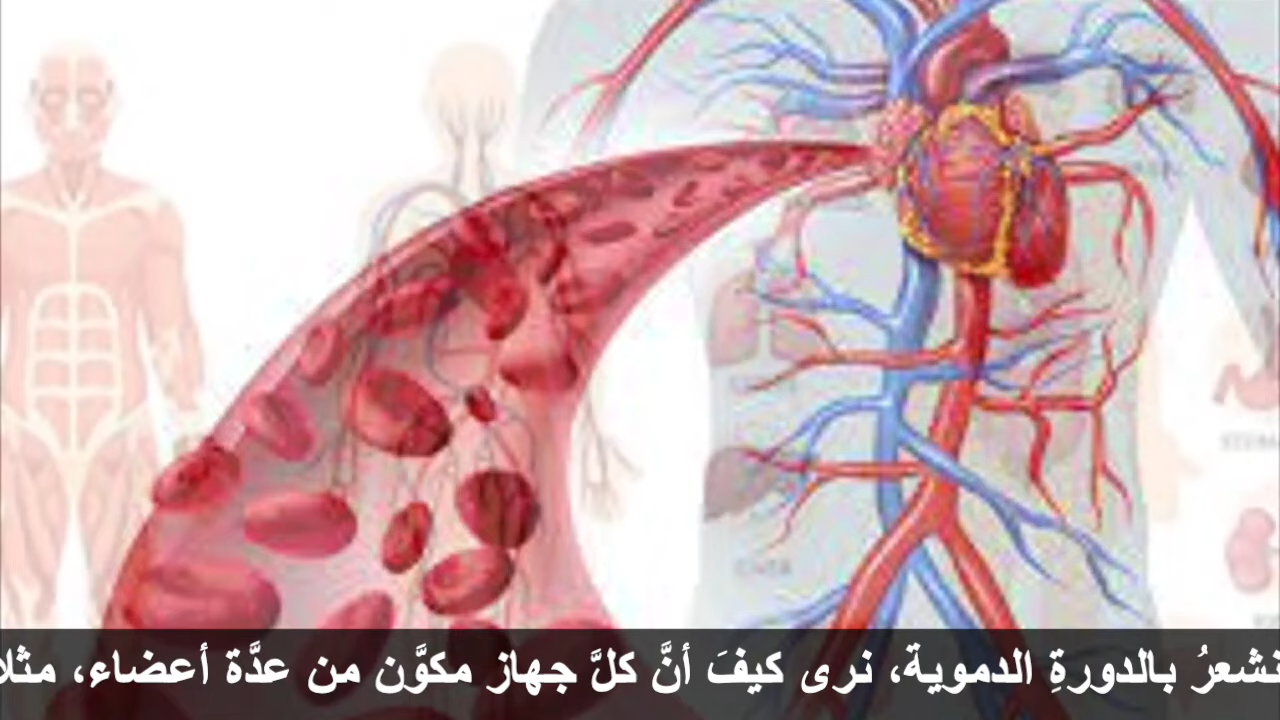 نشعرُ بالدورةِ الدموية، نرى كيفَ أنَّ كلَّ جهاز مكوَّن من عدَّة أعضاء، مثلا